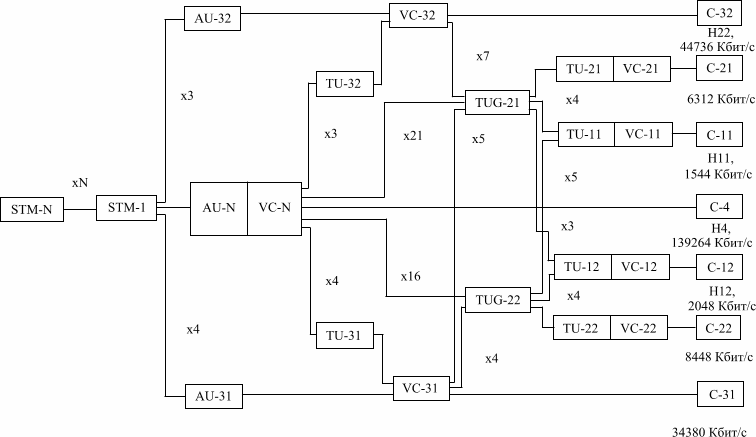 AU-32
VC-32
C-32
H22,
44736 Кбит/с
x7
TU-21
VC-21
C-21
TU-32
x3
TUG-21
x4
6312 Кбит/с
x3
x21
x5
TU-11
VC-11
C-11
H11,
1544 Кбит/с
xN
x5
STM-N
STM-1
AU-N
VC-N
C-4
x3
H4,
139264 Кбит/с
x4
x16
TU-12
VC-12
C-12
TUG-22
x4
H12,
2048 Кбит/с
x4
TU-31
TU-22
VC-22
C-22
x4
8448 Кбит/с
AU-31
VC-31
C-31
34380 Кбит/с